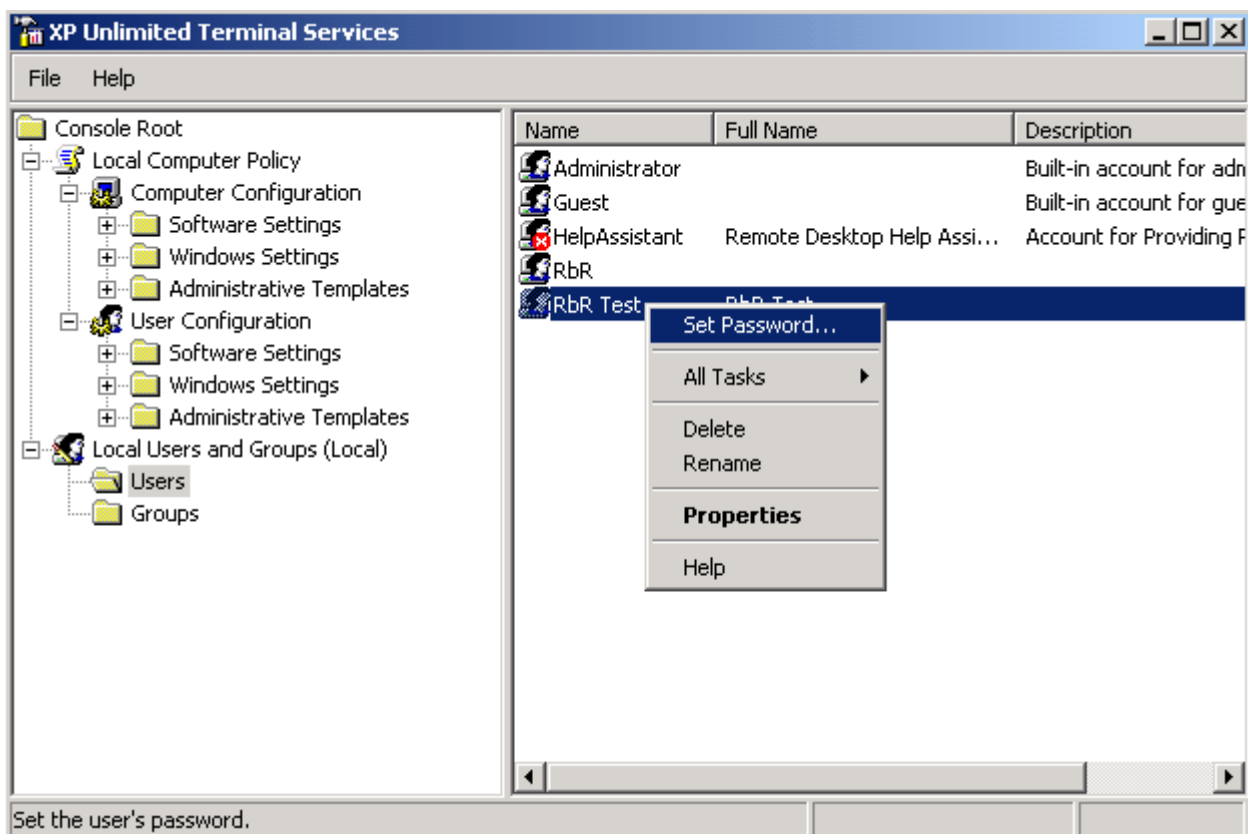 XP Unlimited Terminal Services
File Help
Console Root
Local Computer Policy
Computer Configuration
Software Settings
Windows Settings
Administrative Templates
User Configuration
Software Settings
Windows Settings
Administrative Templates
Local Users and Groups (Local)
Users
Groups
Name Full Name Description
Administrator Built-in account for adm
Guest Built-in account for gue
HelpAssistant Remote Desktop Help Assi... Account for Providing
RbR
RbR Test RbR Test
Set Password...
All Tasks
Delete
Rename
Properties
Help
Set the user's password.